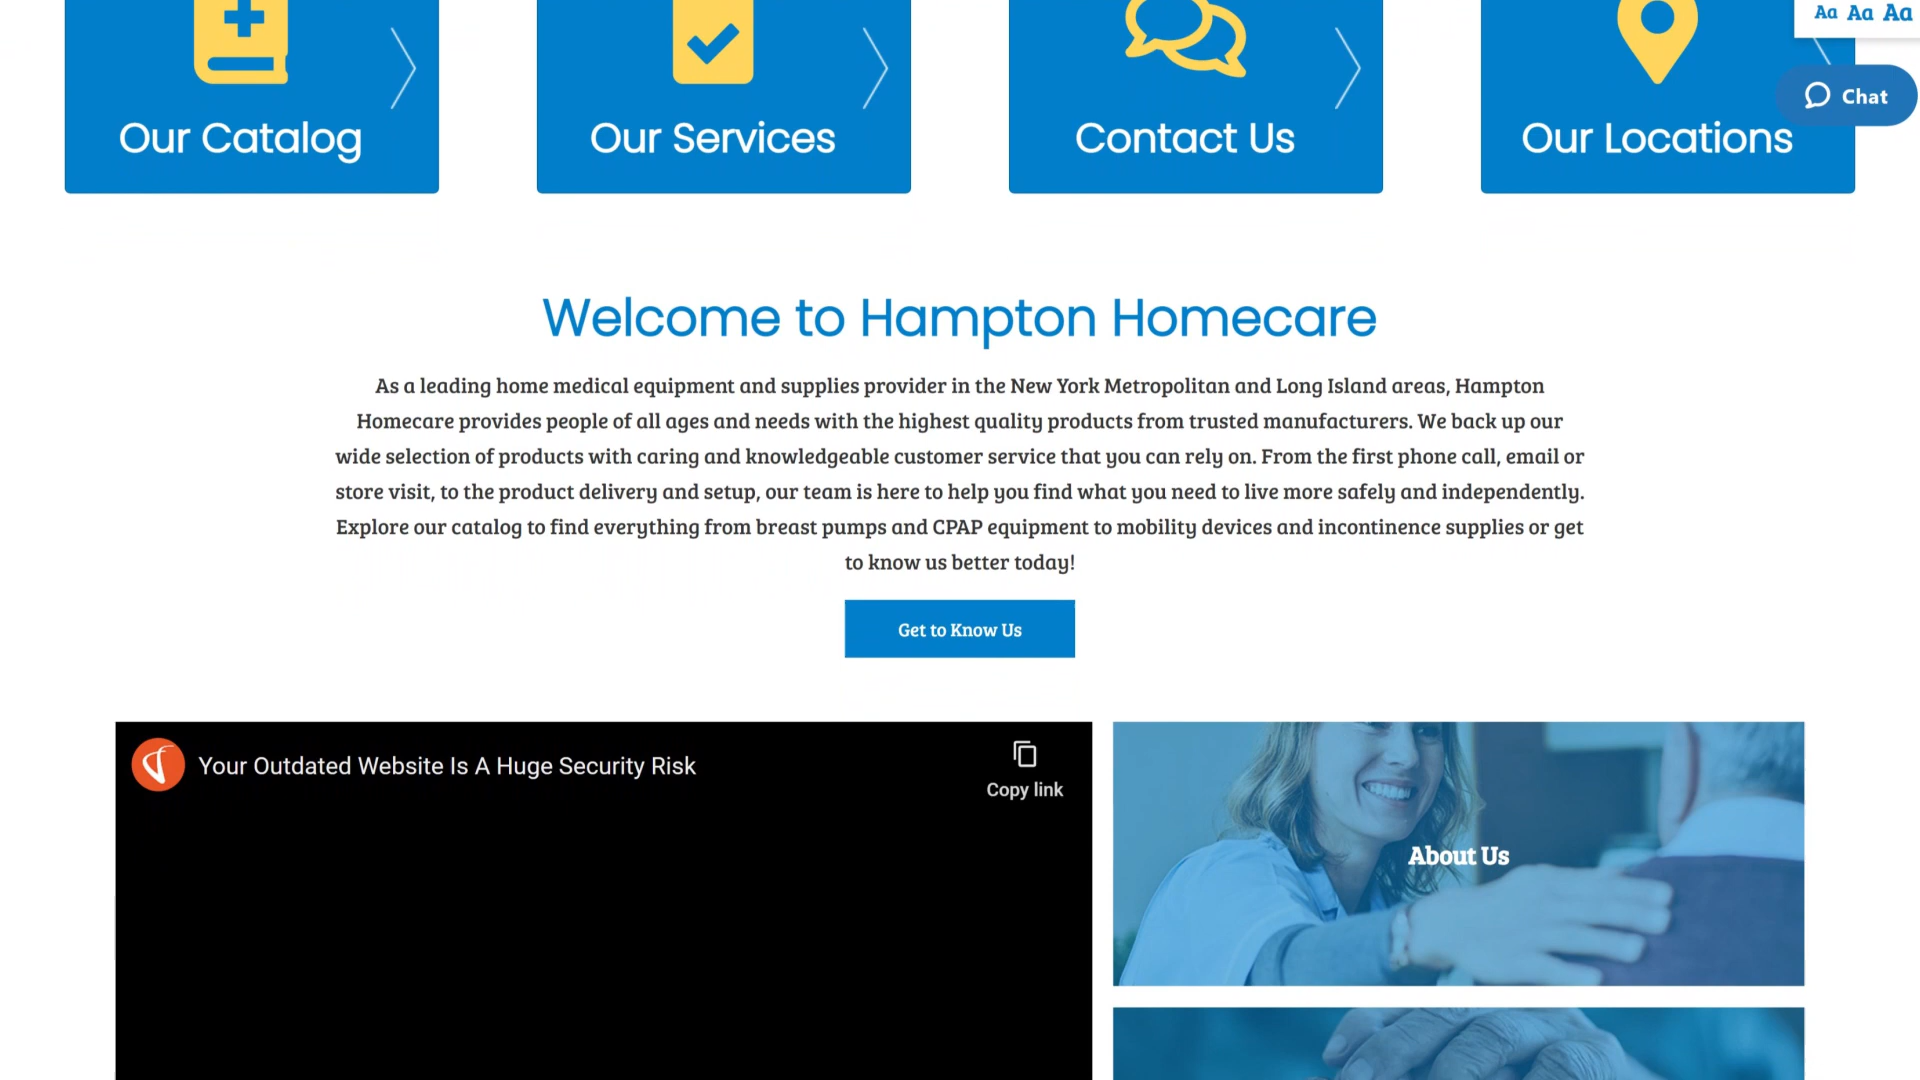 Aa Aa Aa
Chat
Our Catalog
Our Services
Contact Us
Our Locations
Welcome to Hampton Homecare
As a leading home medical equipment and supplies provider in the New York Metropolitan and Long Island areas, Hampton
Homecare provides people of all ages and needs with the highest quality products from trusted manufacturers. We back up our
wide selection of products with caring and knowledgeable customer service that you can rely on. From the first phone call, email or
store visit, to the product delivery and setup, our team is here to help you find what you need to live more safely and independently.
Explore our catalog to find everything from breast pumps and CPAP equipment to mobility devices and incontinence supplies or get
to know us better today!
Get to Know Us
Your Outdated Website Is A Huge Security Risk
Copy link
About Us